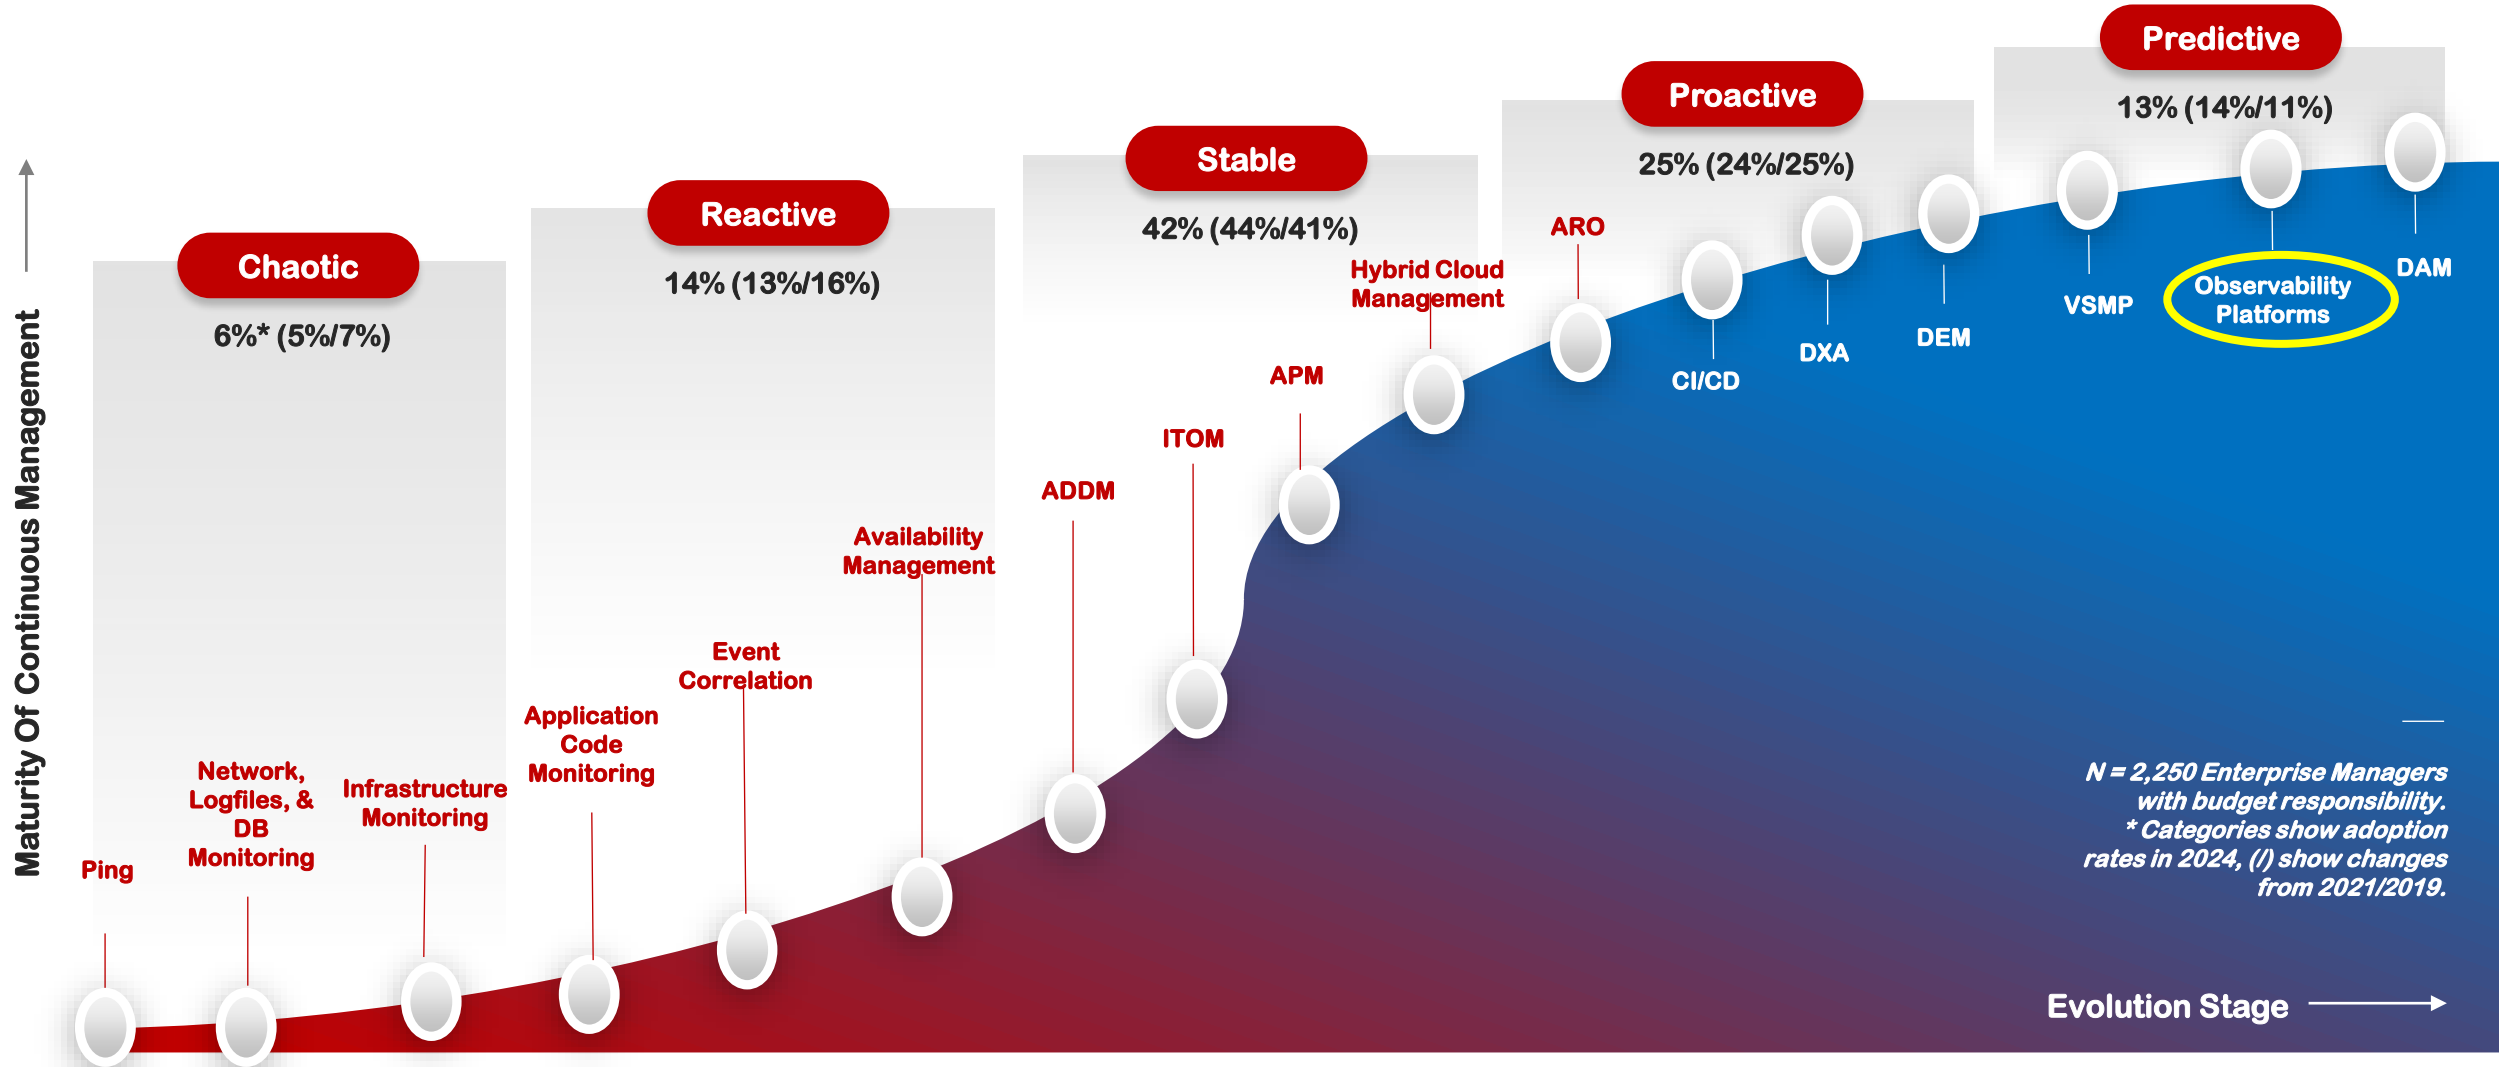 Maturity Of Continuous Management
Chaotic
6%* (5%/7%)
Reactive
14% (13%/16%)
Stable
42% (44%/41%)
Proactive
25% (24%/25%)
Predictive
13% (14%/11%)
Ping
Network,
Logfiles, &
DB
Monitoring
Infrastructure
Monitoring
Application
Code
Monitoring
Event
Correlation
Availability
Management
ADDM
ITOM
APM
Hybrid Cloud
Management
ARO
CI/CD
DXA
DEM
VSMP
Observability
Platforms
DAM
N = 2,250 Enterprise Managers
with budget responsibility.
* Categories show adoption
rates in 2024, (/) show changes
from 2021/2019.
Evolution Stage